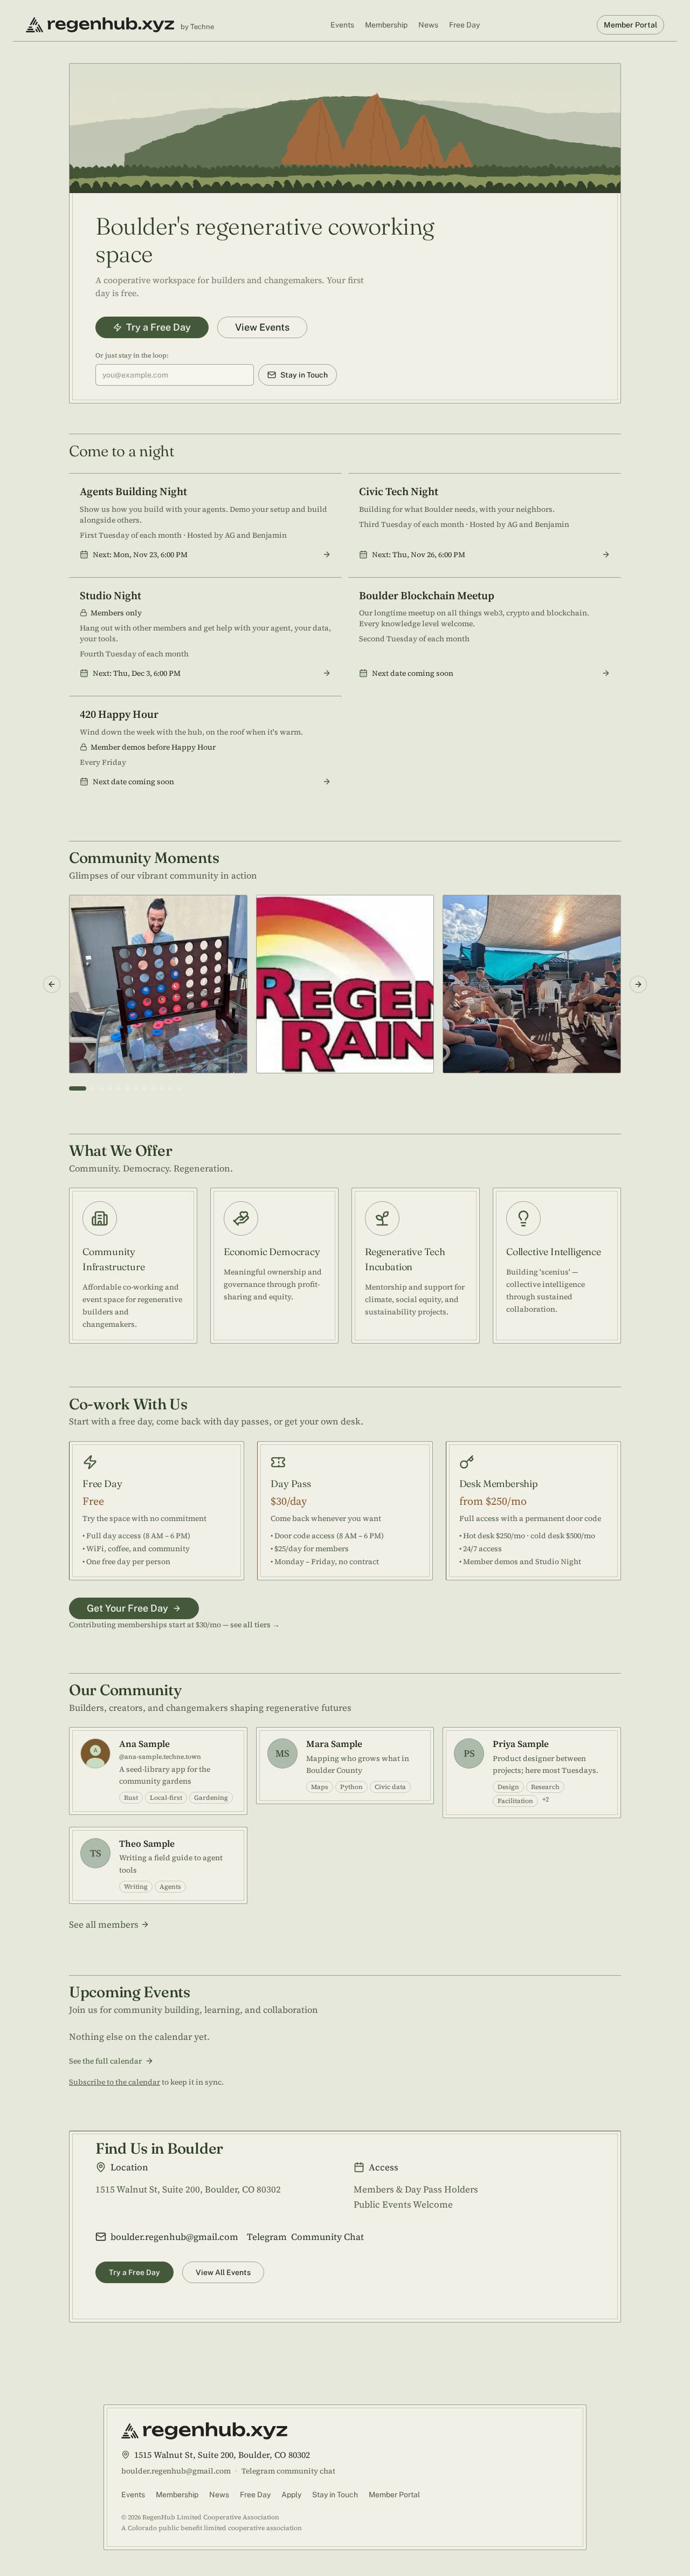 regenhub.xyz by Techne
Events Membership News Free Day
Member Portal
Boulder's regenerative coworking
space
A cooperative workspace for builders and changemakers. Your first
day is free.
Try a Free Day
View Events
Or just stay in the loop:
you@example.com
Stay in Touch
Come to a night
Agents Building Night
Show us how you build with your agents. Demo your setup and build
alongside others.
First Tuesday of each month · Hosted by AG and Benjamin
Next: Mon, Nov 23, 6:00 PM
Civic Tech Night
Building for what Boulder needs, with your neighbors.
Third Tuesday of each month · Hosted by AG and Benjamin
Next: Thu, Nov 26, 6:00 PM
Studio Night
Members only
Hang out with other members and get help with your agent, your data,
your tools.
Fourth Tuesday of each month
Next: Thu, Dec 3, 6:00 PM
Boulder Blockchain Meetup
Our longtime meetup on all things web3, crypto and blockchain.
Every knowledge level welcome.
Second Tuesday of each month
Next date coming soon
420 Happy Hour
Wind down the week with the hub, on the roof when it's warm.
Member demos before Happy Hour
Every Friday
Next date coming soon
Community Moments
Glimpses of our vibrant community in action
REGEN
RAIN
What We Offer
Community. Democracy. Regeneration.
Community
Infrastructure
Affordable co-working and
event space for regenerative
builders and
changemakers.
Economic Democracy
Meaningful ownership and
governance through profit-
sharing and equity.
Regenerative Tech
Incubation
Mentorship and support for
climate, social equity, and
sustainability projects.
Collective Intelligence
Building 'scenius' —
collective intelligence
through sustained
collaboration.
Co-work With Us
Start with a free day, come back with day passes, or get your own desk.
Free Day
Free
Try the space with no commitment
• Full day access (8 AM – 6 PM)
• WiFi, coffee, and community
• One free day per person
Day Pass
$30/day
Come back whenever you want
• Door code access (8 AM – 6 PM)
• $25/day for members
• Monday – Friday, no contract
Desk Membership
from $250/mo
Full access with a permanent door code
• Hot desk $250/mo · cold desk $500/mo
• 24/7 access
• Member demos and Studio Night
Get Your Free Day →
Contributing memberships start at $30/mo — see all tiers →
Our Community
Builders, creators, and changemakers shaping regenerative futures
A
Ana Sample
@ana-sample.techne.town
A seed-library app for the
community gardens
Rust Local-first Gardening
MS
Mara Sample
Mapping who grows what in
Boulder County
Maps Python Civic data
PS
Priya Sample
Product designer between
projects; here most Tuesdays.
Design Research
Facilitation +2
TS
Theo Sample
Writing a field guide to agent
tools
Writing Agents
See all members →
Upcoming Events
Join us for community building, learning, and collaboration
Nothing else on the calendar yet.
See the full calendar →
Subscribe to the calendar to keep it in sync.
Find Us in Boulder
Location
1515 Walnut St, Suite 200, Boulder, CO 80302
Access
Members & Day Pass Holders
Public Events Welcome
boulder.regenhub@gmail.com Telegram Community Chat
Try a Free Day
View All Events
regenhub.xyz
1515 Walnut St, Suite 200, Boulder, CO 80302
boulder.regenhub@gmail.com · Telegram community chat
Events Membership News Free Day Apply Stay in Touch Member Portal
© 2026 RegenHub Limited Cooperative Association
A Colorado public benefit limited cooperative association